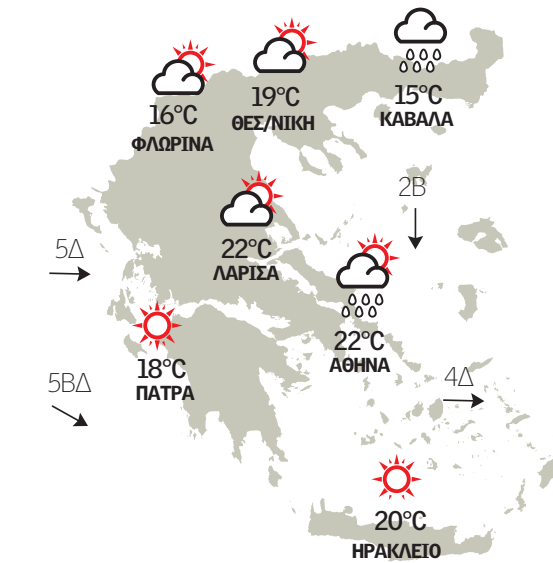 16°C
ΦΛΩΡΙΝΑ
19°C
ΘΕΣ/ΝΙΚΗ
15°C
ΚΑΒΑΛΑ
2Β
22°C
ΛΑΡΙΣΑ
5Δ
22°C
ΑΘΗΝΑ
18°C
ΠΑΤΡΑ
5ΒΔ
4Δ
20°C
ΗΡΑΚΛΕΙΟ